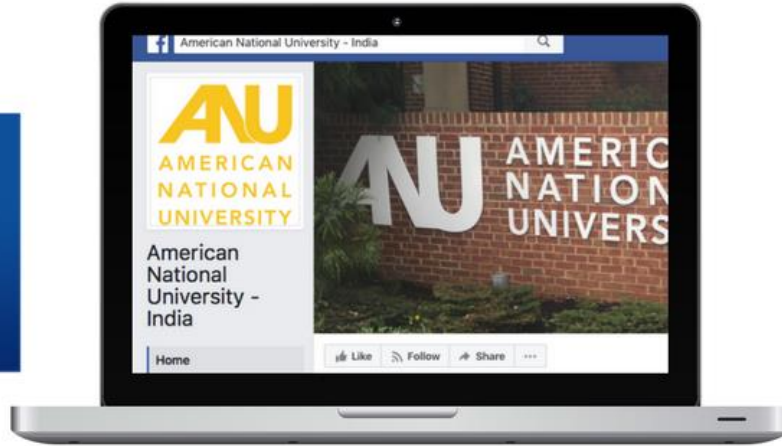 American National University - India
ANU
AMERICAN
NATIONAL
UNIVERSITY
American
National
University -
India
Home
ANU
AMERIC
NATION
UNIVERS
Like Follow Share ...